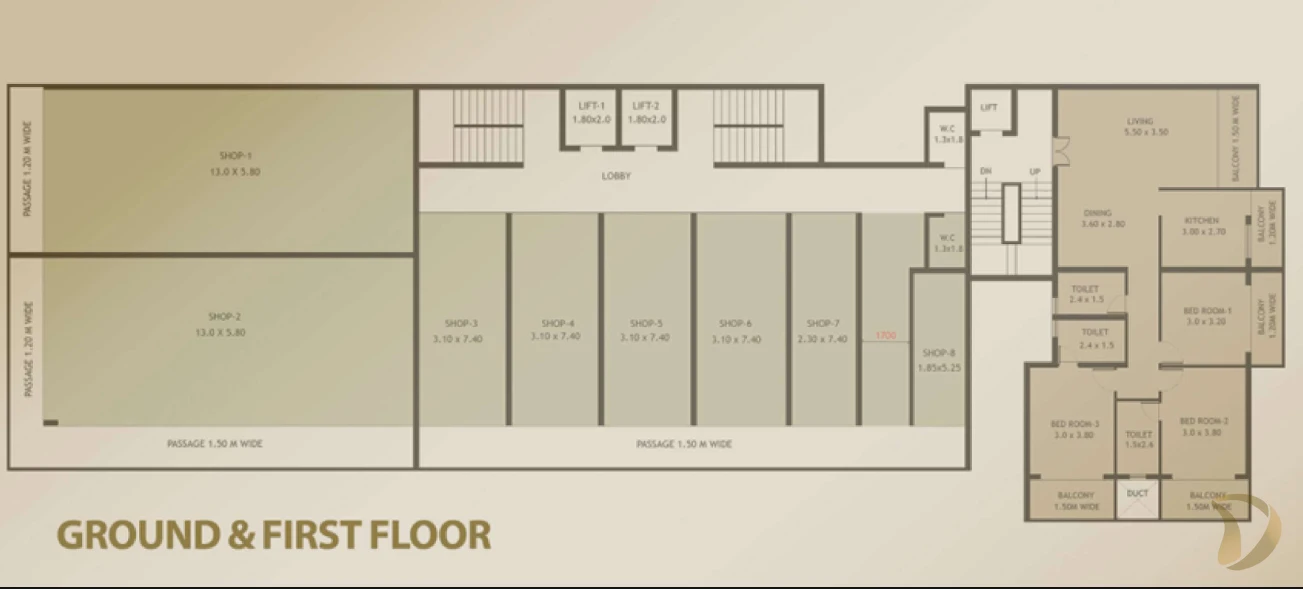 PASSAGE 1.20 M WIDE
SHOP-1
13.0 X 5.80
PASSAGE 1.20 M WIDE
SHOP-2
13.0 X 5.80
PASSAGE 1.50 M WIDE
LIFT-1
1.80x2.0
LIFT-2
1.80x2.0
LOBBY
W.C
1.3x1.8
W.C
1.3x1.8
SHOP-3
3.10 x 7.40
SHOP-4
3.10 x 7.40
SHOP-5
3.10 x 7.40
SHOP-6
3.10 x 7.40
SHOP-7
2.30 x 7.40
1700
SHOP-8
1.85x5.25
PASSAGE 1.50 M WIDE
LIFT
DN
UP
LIVING
5.50 x 3.50
BALCONY 1.50 M WIDE
DINING
3.60 x 2.80
KITCHEN
3.00 x 2.70
BALCONY
1.20M WIDE
TOILET
2.4 x 1.5
BED ROOM-1
3.0 x 3.20
BALCONY
1.20M WIDE
TOILET
2.4 x 1.5
BED ROOM-3
3.0 x 3.80
TOILET
1.5x2.6
BED ROOM-2
3.0 x 3.80
BALCONY
1.50M WIDE
DUCT
BALCONY
1.50M WIDE
GROUND & FIRST FLOOR